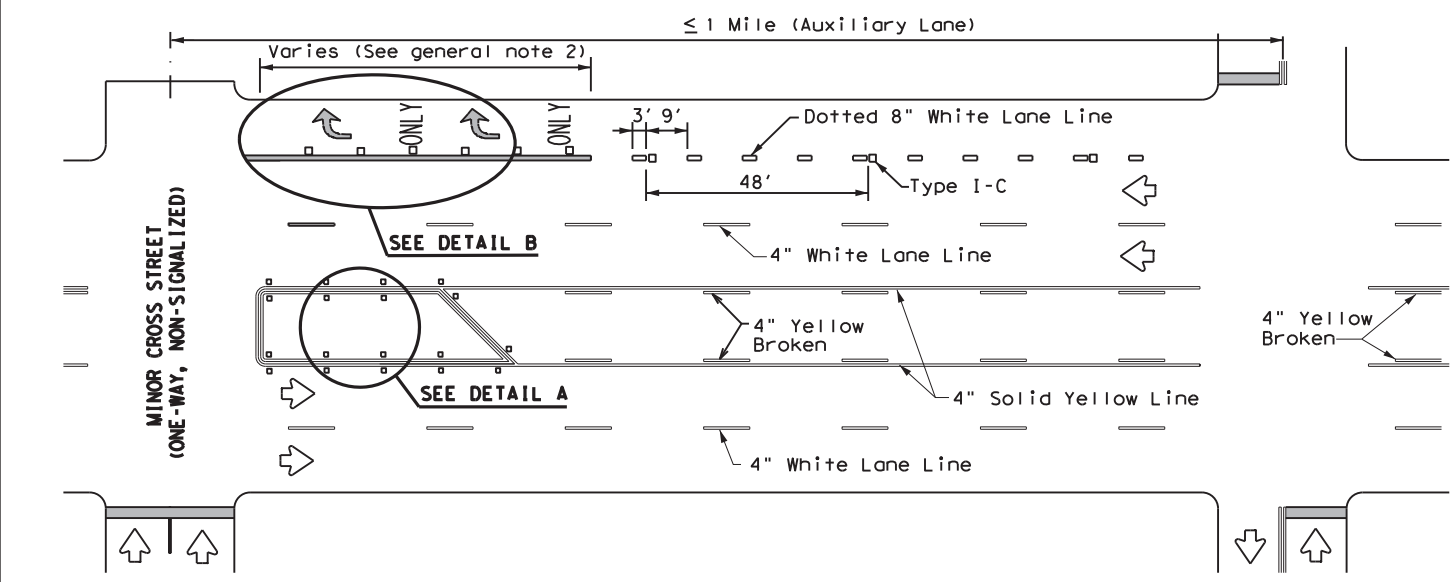 ≤ 1 Mile (Auxiliary Lane)
Varies (See general note 2)
ONLY
ONLY
3' 9'
Dotted 8" White Lane Line
48'
Type I-C
SEE DETAIL B
4" White Lane Line
MINOR CROSS STREET
(ONE-WAY, NON-SIGNALIZED)
4" Yellow
Broken
4" Yellow
Broken
SEE DETAIL A
4" Solid Yellow Line
4" White Lane Line